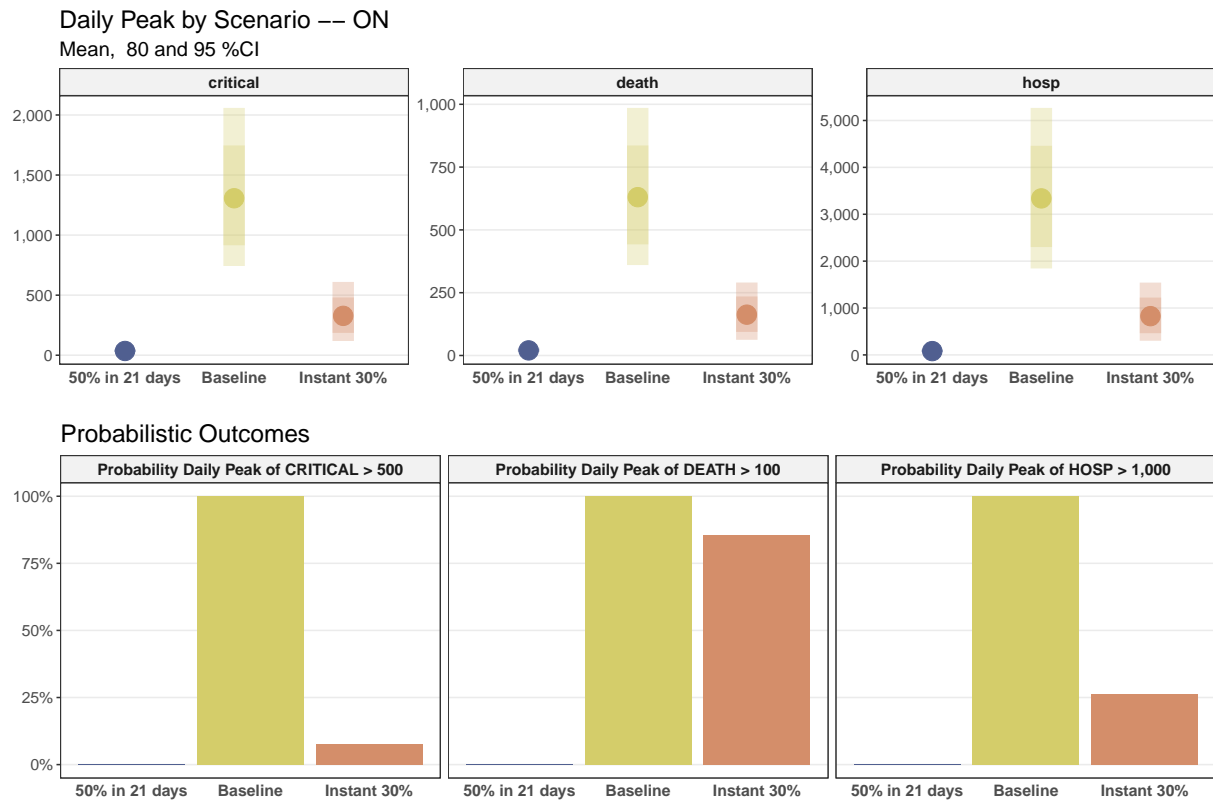 Daily Peak by Scenario −− ON
Mean,  80 and 95 %CI
critical
death
hosp
2,000
1,500
1,000
500
0
1,000
750
500
250
0
5,000
4,000
3,000
2,000
1,000
0
50% in 21 days Baseline Instant 30%
50% in 21 days Baseline Instant 30%
50% in 21 days Baseline Instant 30%
Probabilistic Outcomes
Probability Daily Peak of CRITICAL > 500
Probability Daily Peak of DEATH > 100
Probability Daily Peak of HOSP > 1,000
100%
75%
50%
25%
0%
50% in 21 days Baseline Instant 30%
50% in 21 days Baseline Instant 30%
50% in 21 days Baseline Instant 30%